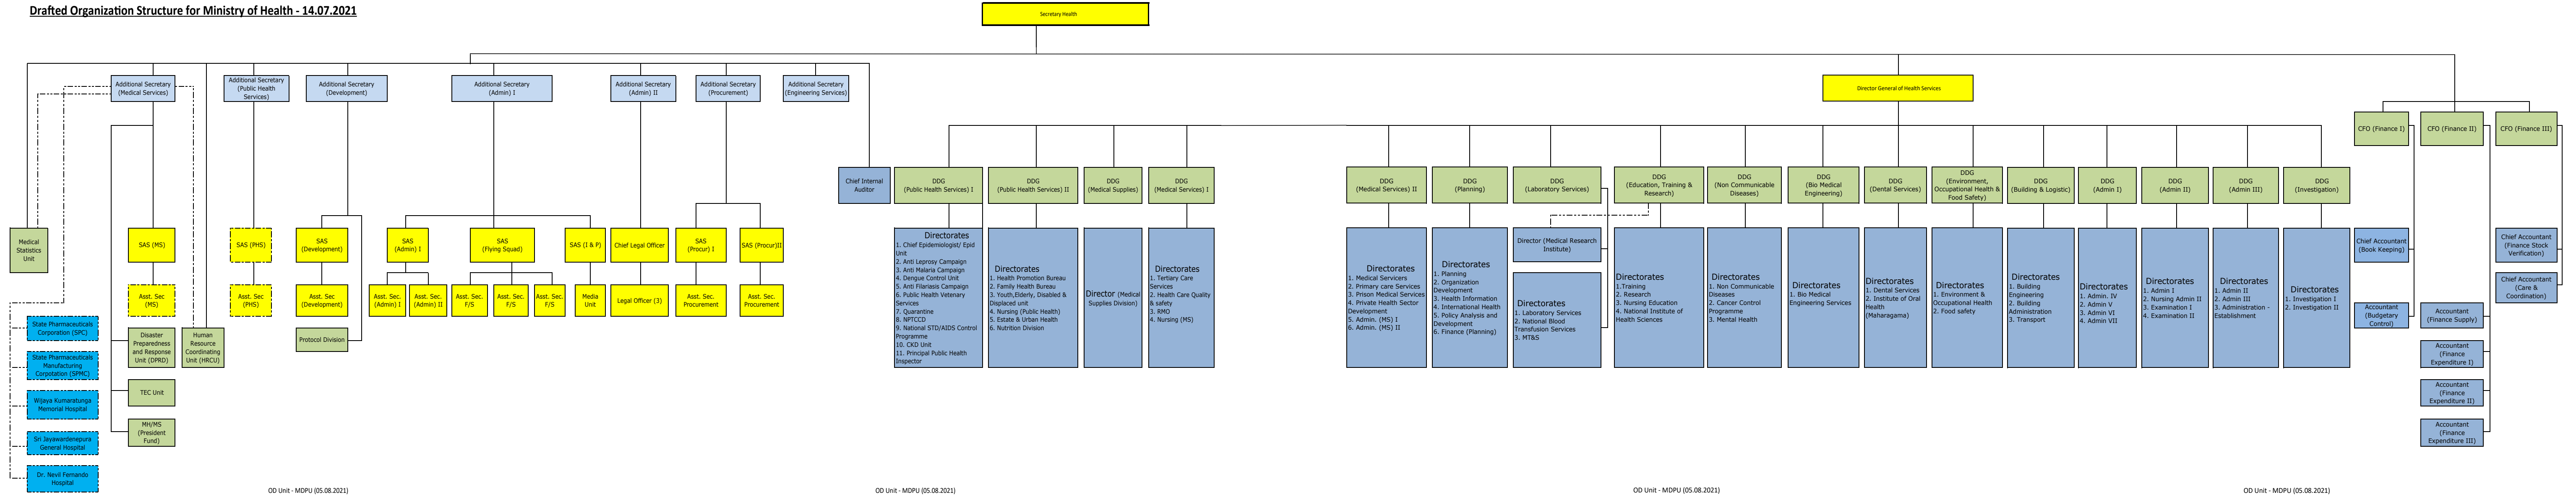 Drafted Organization Structure for Ministry of Health - 14.07.2021
Secretary Health
Additional Secretary
(Medical Services)
Additional Secretary
(Public Health
Services)
Additional Secretary
(Development)
Additional Secretary
(Admin) I
Additional Secretary
(Admin) II
Additional Secretary
(Procurement)
Additional Secretary
(Engineering Services)
Director General of Health Services
CFO (Finance I)
CFO (Finance II)
CFO (Finance III)
Chief Internal
Auditor
DDG
(Public Health Services) I
DDG
(Public Health Services) II
DDG
(Medical Supplies)
DDG
(Medical Services) I
DDG
(Medical Services) II
DDG
(Planning)
DDG
(Laboratory Services)
DDG
(Education, Training &
Research)
DDG
(Non Communicable
Diseases)
DDG
(Bio Medical
Engineering)
DDG
(Dental Services)
DDG
(Environment,
Occupational Health &
Food Safety)
DDG
(Building & Logistic)
DDG
(Admin I)
DDG
(Admin II)
DDG
(Admin III)
DDG
(Investigation)
Medical
Statistics
Unit
SAS (MS)
SAS (PHS)
SAS
(Development)
SAS
(Admin) I
SAS
(Flying Squad)
SAS (I & P)
Chief Legal Officer
SAS
(Procur) I
SAS (Procur)II
Asst. Sec
(MS)
Asst. Sec
(PHS)
Asst. Sec
(Development)
Asst. Sec.
(Admin) I
Asst. Sec.
(Admin) II
Asst. Sec.
F/S
Asst. Sec.
F/S
Asst. Sec.
F/S
Media
Unit
Legal Officer (3)
Asst. Sec.
Procurement
Asst. Sec.
Procurement
State Pharmaceuticals
Corporation (SPC)
State Pharmaceuticals
Manufacturing
Corpotation (SPMC)
Wijaya Kumaratunga
Memorial Hospital
Sri Jayawardenepura
General Hospital
Dr. Nevil Fernando
Hospital
Disaster
Preparedness
and Response
Unit (DPRD)
Human
Resource
Coordinating
Unit (HRCU)
Protocol Division
TEC Unit
MH/MS
(President
Fund)
Directorates
1. Chief Epidemiologist/ Epid
Unit
2. Anti Leprosy Campaign
3. Anti Malaria Campaign
4. Dengue Control Unit
5. Anti Filariasis Campaign
6. Public Health Vetenary
Services
7. Quarantine
8. NPTCCD
9. National STD/AIDS Control
Programme
10. CKD Unit
11. Principal Public Health
Inspector
Directorates
1. Health Promotion Bureau
2. Family Health Bureau
3. Youth,Elderly, Disabled &
Displaced unit
4. Nursing (Public Health)
5. Estate & Urban Health
6. Nutrition Division
Director (Medical
Supplies Division)
Directorates
1. Tertiary Care
Services
2. Health Care Quality
& safety
3. RMO
4. Nursing (MS)
Directorates
1. Medical Servicers
2. Primary care Services
3. Prison Medical Services
4. Private Health Sector
Development
5. Admin. (MS) I
6. Admin. (MS) II
Directorates
1. Planning
2. Organization
Development
3. Health Information
4. International Health
5. Policy Analysis and
Development
6. Finance (Planning)
Director (Medical Research
Institute)
Directorates
1. Laboratory Services
2. National Blood
Transfusion Services
3. MT&S
Directorates
1.Training
2. Research
3. Nursing Education
4. National Institute of
Health Sciences
Directorates
1. Non Communicable
Diseases
2. Cancer Control
Programme
3. Mental Health
Directorates
1. Bio Medical
Engineering Services
Directorates
1. Dental Services
2. Institute of Oral
Health
(Maharagama)
Directorates
1. Environment &
Occupational Health
2. Food safety
Directorates
1. Building
Engineering
2. Building
Administration
3. Transport
Directorates
1. Admin. IV
2. Admin V
3. Admin VI
4. Admin VII
Directorates
1. Admin I
2. Nursing Admin II
3. Examination I
4. Examination II
Directorates
1. Admin II
2. Admin III
3. Administration -
Establishment
Directorates
1. Investigation I
2. Investigation II
Chief Accountant
(Book Keeping)
Accountant
(Budgetary
Control)
Accountant
(Finance Supply)
Accountant
(Finance
Expenditure I)
Accountant
(Finance
Expenditure II)
Accountant
(Finance
Expenditure III)
Chief Accountant
(Finance Stock
Verification)
Chief Accountant
(Care &
Coordination)
OD Unit - MDPU (05.08.2021)
OD Unit - MDPU (05.08.2021)
OD Unit - MDPU (05.08.2021)
OD Unit - MDPU (05.08.2021)